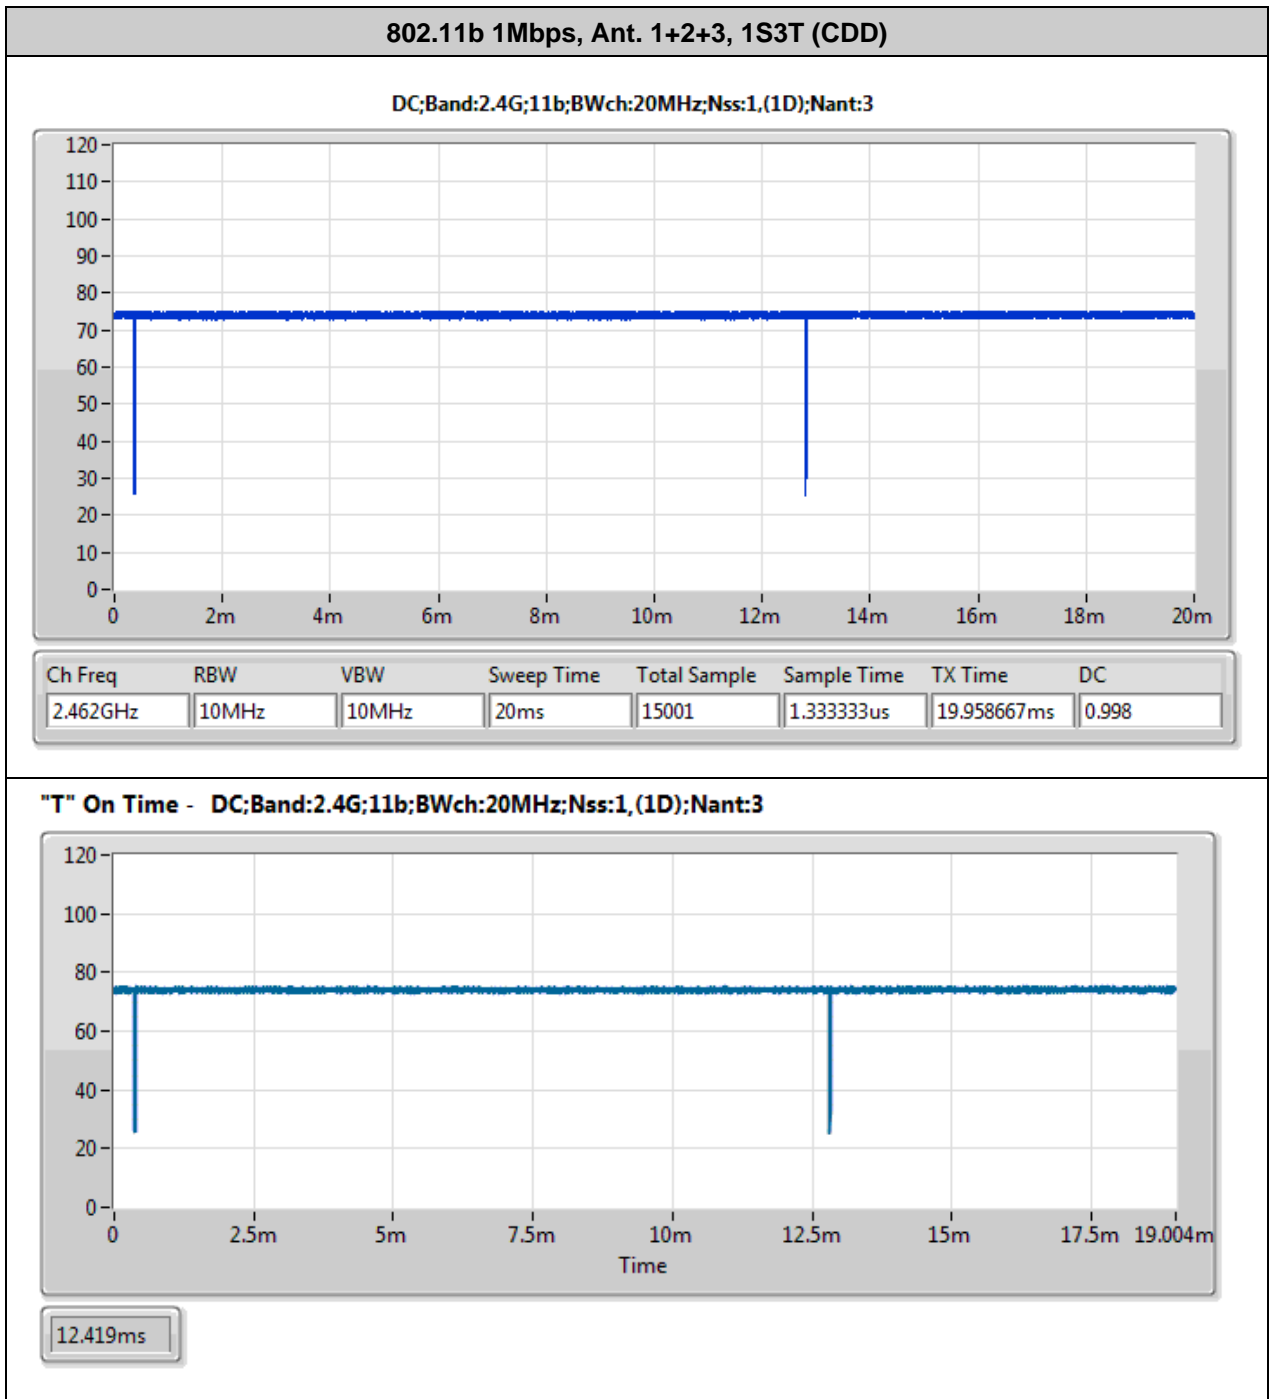 802.11b 1Mbps, Ant. 1+2+3, 1S3T (CDD)
DC;Band:2.4G;11b;BWch:20MHz;Nss:1,(1D);Nant:3
120
110
100
90
80
70
60
50
40
30
20
10
0
0 2m 4m 6m 8m 10m 12m 14m 16m 18m 20m
Ch Freq RBW VBW Sweep Time Total Sample Sample Time TX Time DC
2.462GHz 10MHz 10MHz 20ms 15001 1.333333us 19.958667ms 0.998
"T" On Time - DC;Band:2.4G;11b;BWch:20MHz;Nss:1,(1D);Nant:3
120
100
80
60
40
20
0
0 2.5m 5m 7.5m 10m 12.5m 15m 17.5m 19.004m
Time
12.419ms